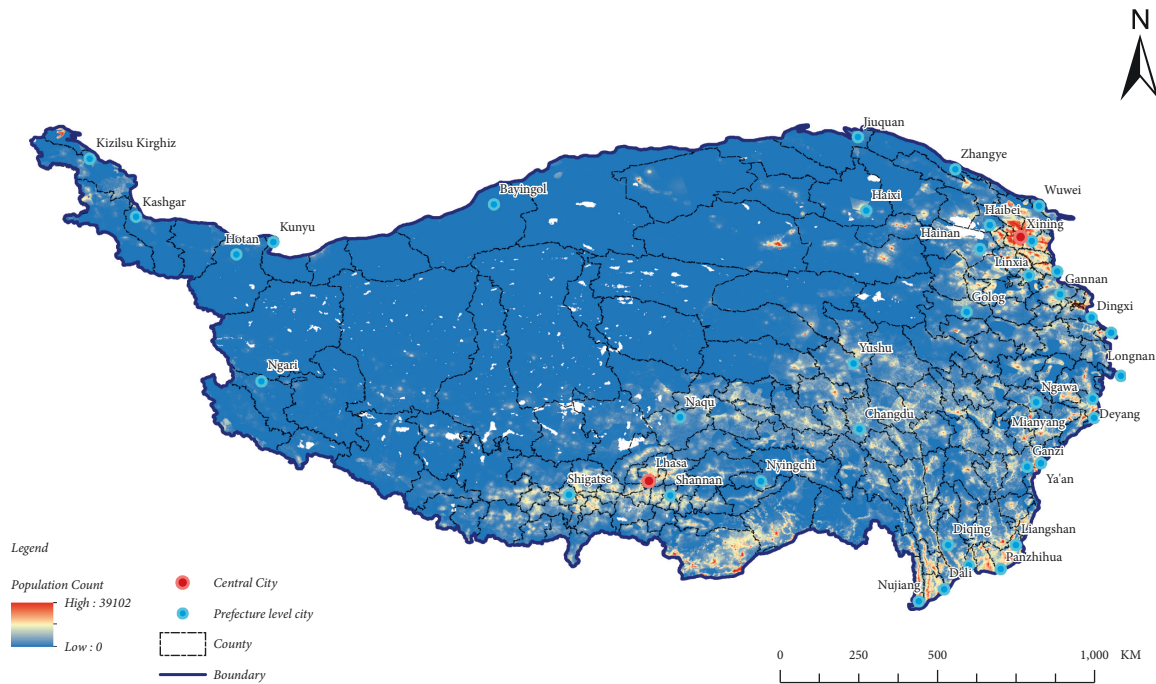 N
Jiuquan
Kizilsu Kirghiz
Zhangye
Bayingol
Haixi
Wuwei
Kashgar
Haibei
Kunyu
Hainan
Xining
Hotan
Linxia
Gannan
Golog
Dingxi
Yushu
Longnan
Ngari
Ngawa
Naqu
Changdu
Deyang
Mianyang
Ganzi
Lhasa
Nyingchi
Shigatse
Shannan
Ya'an
Diqing
Liangshan
Panzhihua
Dali
Nujiang
Legend
Population Count
High : 39102
Low : 0
Central City
Prefecture level city
County
Boundary
0 250 500 1,000 KM